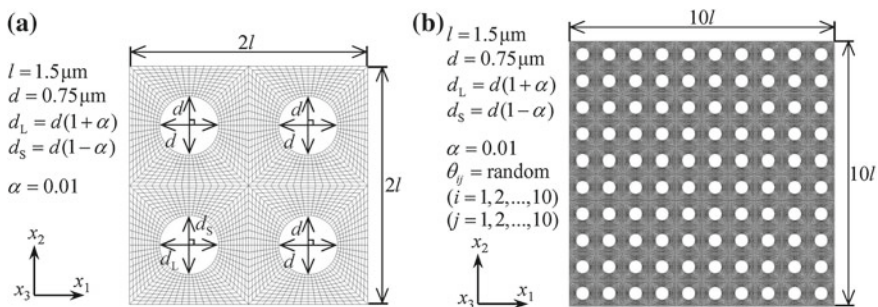 (a)
2l
l = 1.5μm
d = 0.75μm
d_L = d(1+α)
d_S = d(1−α)
α = 0.01
d
d
d
d
d_S
d_L
d
d
2l
x_2
x_3
x_1
(b)
10l
l = 1.5μm
d = 0.75μm
d_L = d(1+α)
d_S = d(1−α)
α = 0.01
θ_ij = random
(i = 1,2,...,10)
(j = 1,2,...,10)
10l
x_2
x_3
x_1